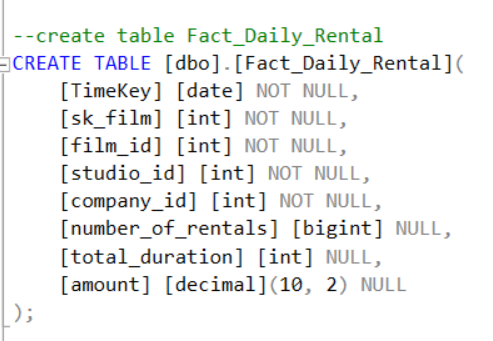 --create table Fact_Daily_Rental
CREATE TABLE [dbo].[Fact_Daily_Rental](
    [TimeKey] [date] NOT NULL,
    [sk_film] [int] NOT NULL,
    [film_id] [int] NOT NULL,
    [studio_id] [int] NOT NULL,
    [company_id] [int] NOT NULL,
    [number_of_rentals] [bigint] NULL,
    [total_duration] [int] NULL,
    [amount] [decimal](10, 2) NULL
);